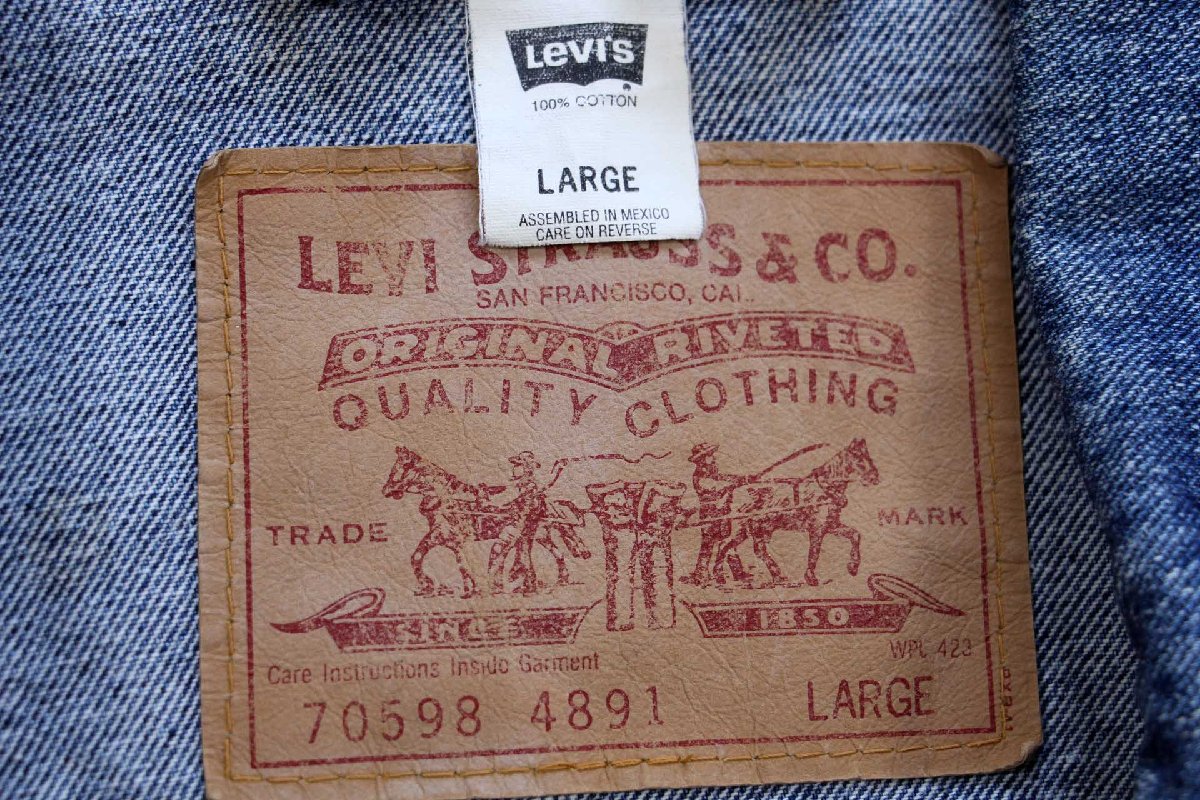 LEVI'S
100% COTTON
LARGE
ASSEMBLED IN MEXICO
CARE ON REVERSE
LEVI STRAUSS & CO.
SAN FRANCISCO, CAL.
ORIGINAL RIVETED
QUALITY CLOTHING
TRADE MARK
SINCE 1850
Care Instructions Inside Garment WPL 423
70598 4891 LARGE